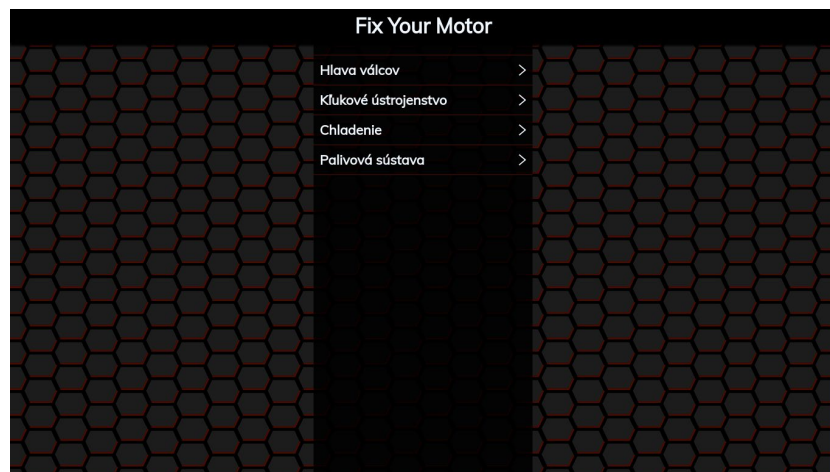 Fix Your Motor
Hlava válcov
Kľukové ústrojenstvo
Chladenie
Palivová sústava